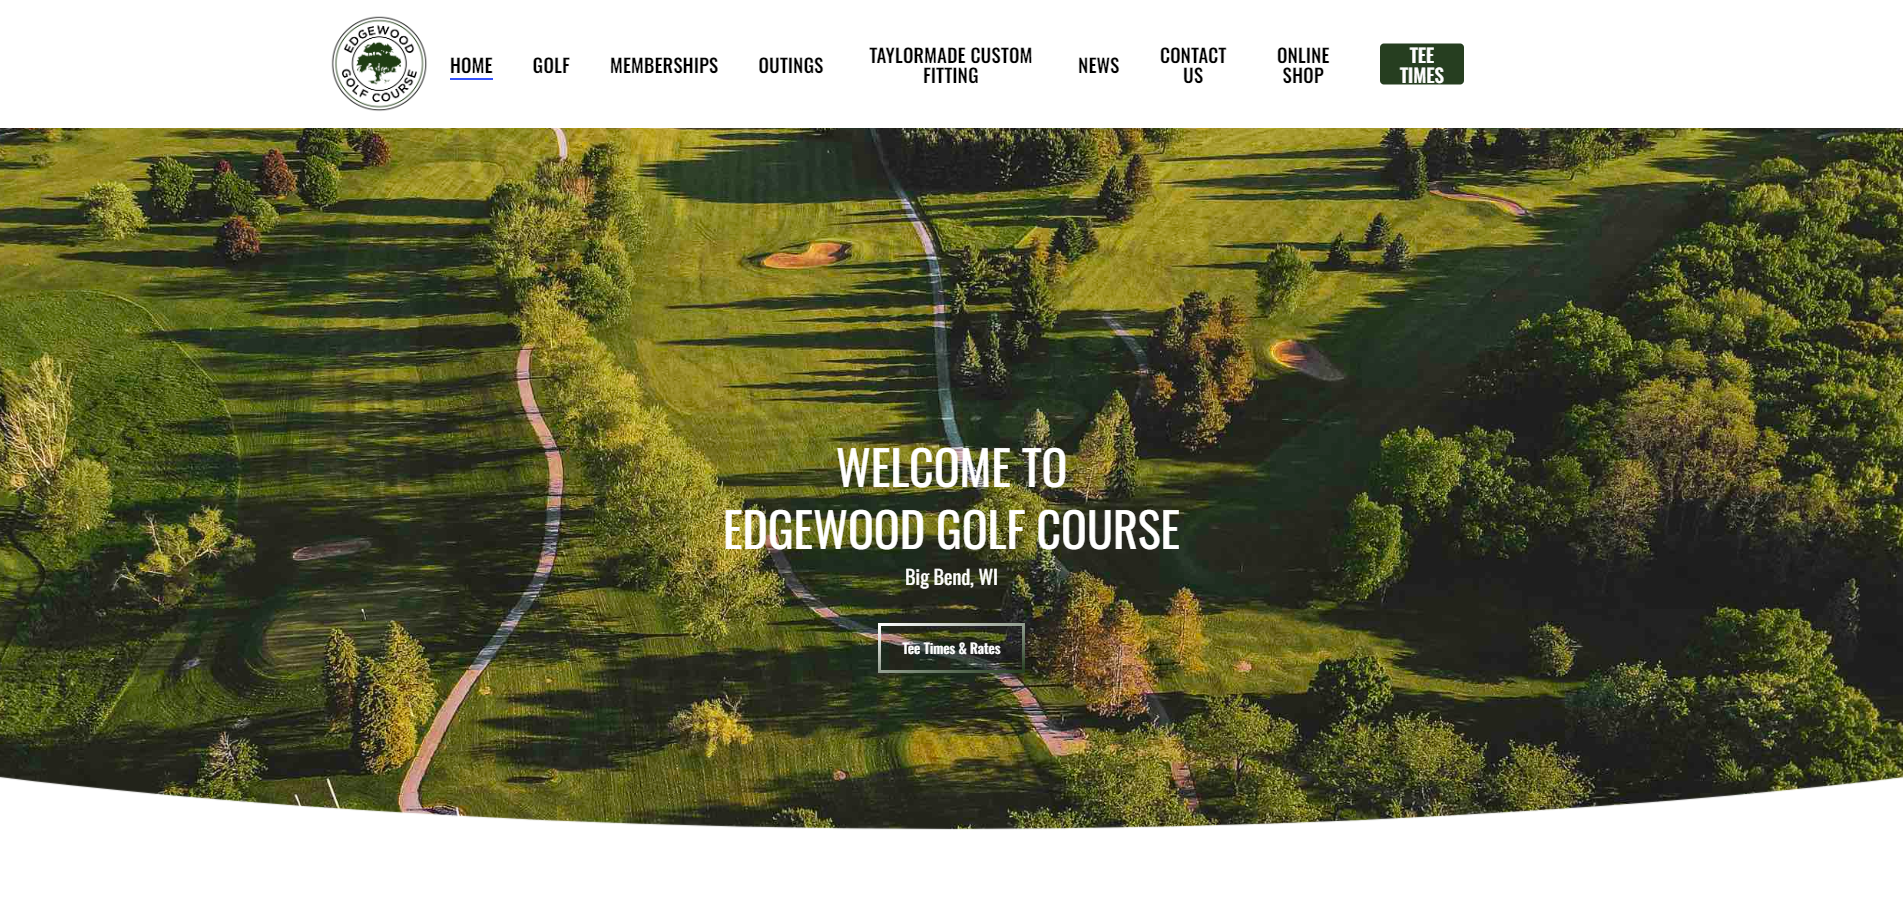 EDGEWOOD
GOLF COURSE
HOME
GOLF
MEMBERSHIPS
OUTINGS
TAYLORMADE CUSTOM
FITTING
NEWS
CONTACT
US
ONLINE
SHOP
TEE
TIMES
WELCOME TO
EDGEWOOD GOLF COURSE
Big Bend, WI
Tee Times & Rates